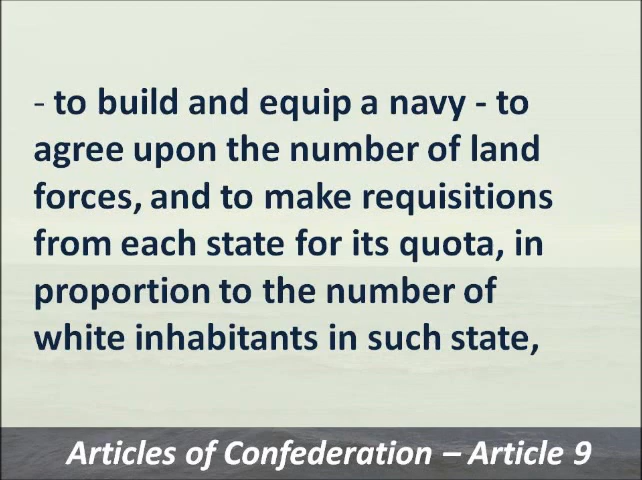 - to build and equip a navy - to
agree upon the number of land
forces, and to make requisitions
from each state for its quota, in
proportion to the number of
white inhabitants in such state,
Articles of Confederation – Article 9